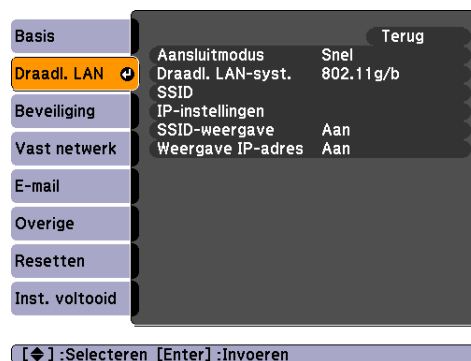 Basis
Draadl. LAN
Beveiliging
Vast netwerk
E-mail
Overige
Resetten
Inst. voltooid
Terug
Aansluitmodus Snel
Draadl. LAN-syst. 802.11g/b
SSID
IP-instellingen
SSID-weergave Aan
Weergave IP-adres Aan
[◆] :Selecteren [Enter] :Invoeren